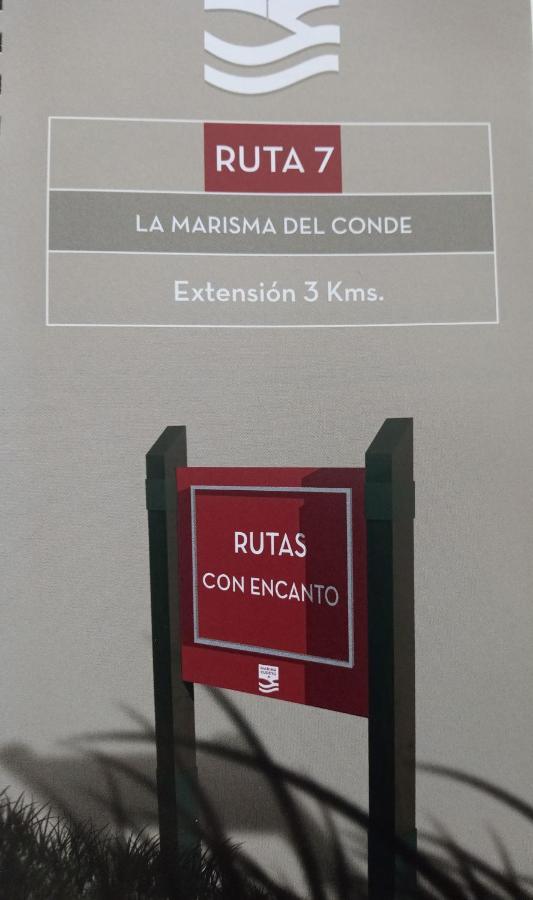 RUTA 7
LA MARISMA DEL CONDE
Extensión 3 Kms.
RUTAS
CON ENCANTO